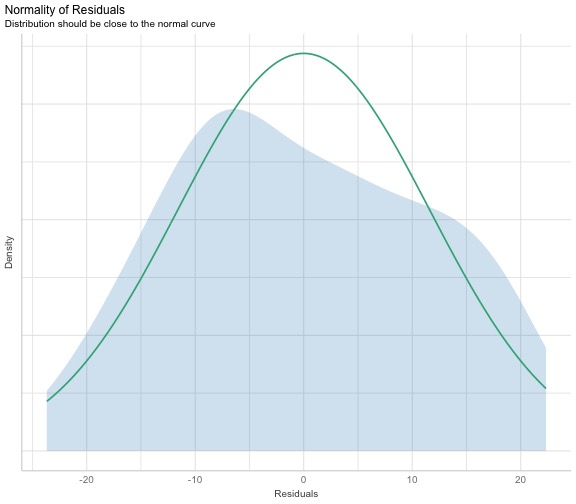 Normality of Residuals
Distribution should be close to the normal curve
Density
-20
-10
0
10
20
Residuals